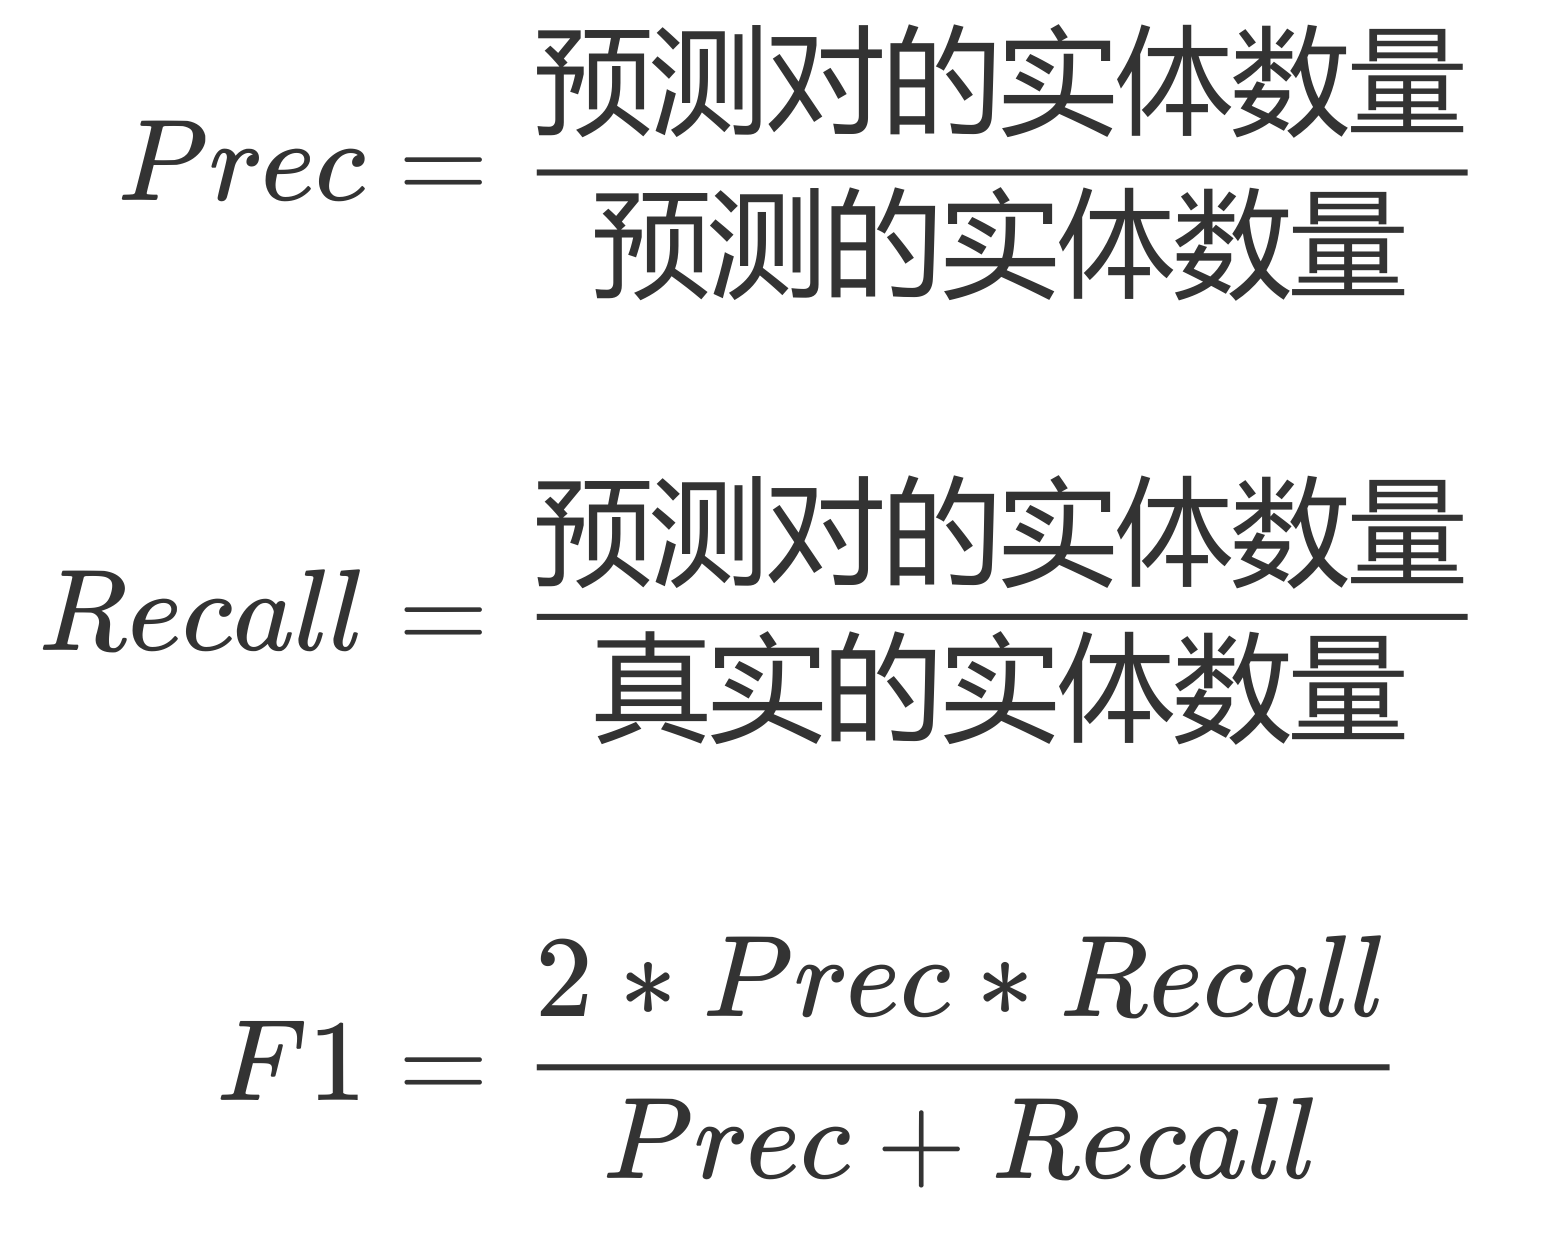 Prec = 预测对的实体数量 / 预测的实体数量
Recall = 预测对的实体数量 / 真实的实体数量
F1 = 2 * Prec * Recall / Prec + Recall